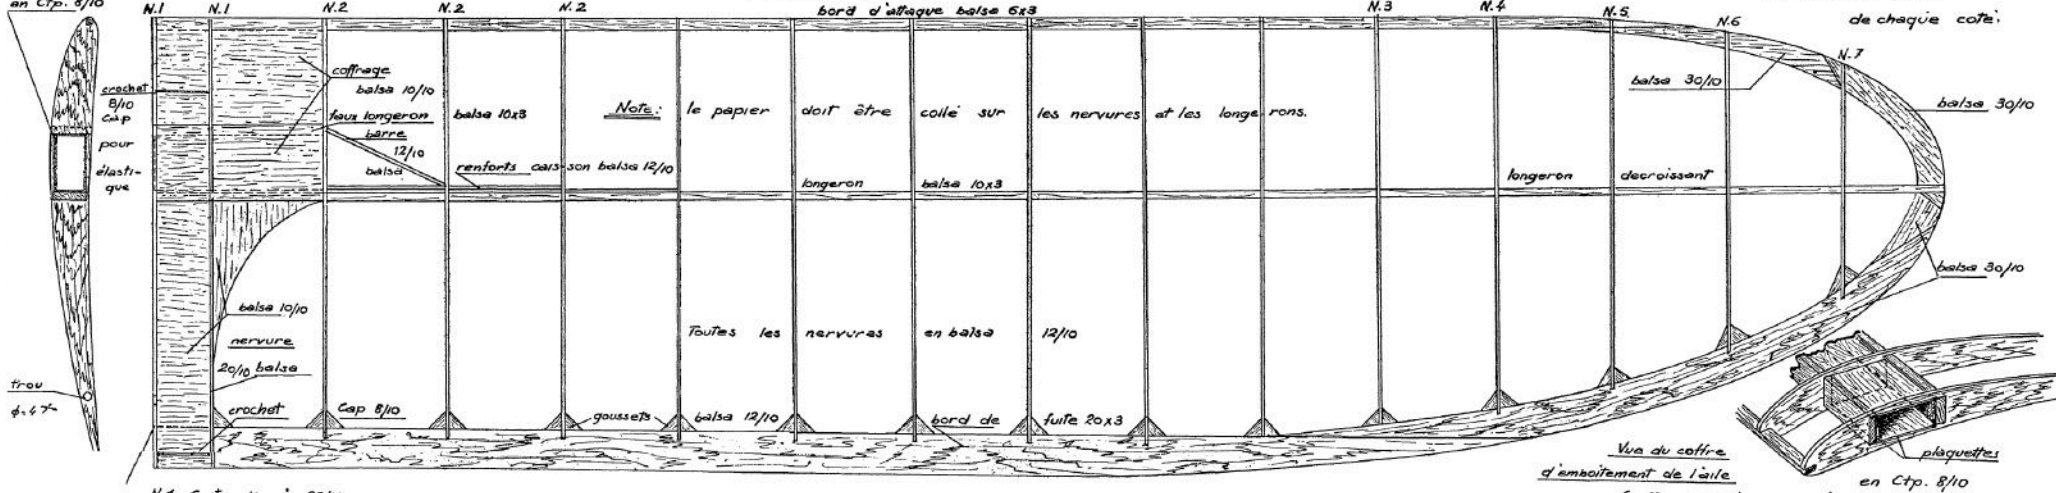 en Ctp. 8/10
N.1 N.1 N.2 N.2 N.2 bord d'attaque balsa 6x3 N.3 N.4 N.5 N.6 N.7
de chaque coté.
crochet
8/10
Cap
pour
élasti-
que
coffrage
balsa 10/10
faux longeron balsa 10x3
barre
12/10
balsa
renforts cais-son balsa 12/10
Note: le papier doit être collé sur les nervures et les longerons.
longeron balsa 10x3
longeron decroissant
balsa 30/10
balsa 30/10
balsa 30/10
balsa 10/10
nervure
20/10 balsa
Toutes les nervures en balsa 12/10
trou
crochet Cap 8/10
goussets balsa 12/10
bord de fuite 20x3
Vue du coffre
d'emboitement de l'aile
plaquettes
en Ctp. 8/10